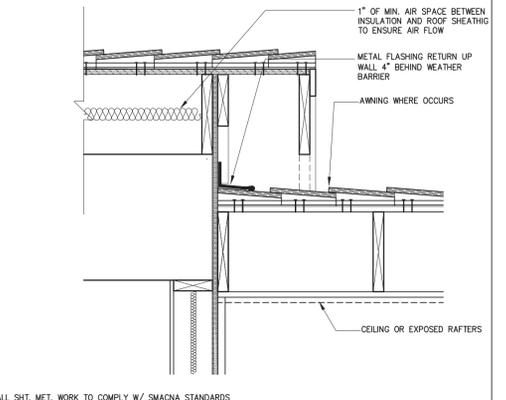 1" OF MIN. AIR SPACE BETWEEN
INSULATION AND ROOF SHEATHIG
TO ENSURE AIR FLOW
METAL FLASHING RETURN UP
WALL 4" BEHIND WEATHER
BARRIER
AWNING WHERE OCCURS
CEILING OR EXPOSED RAFTERS
ALL SHT. MET. WORK TO COMPLY W/ SMACNA STANDARDS